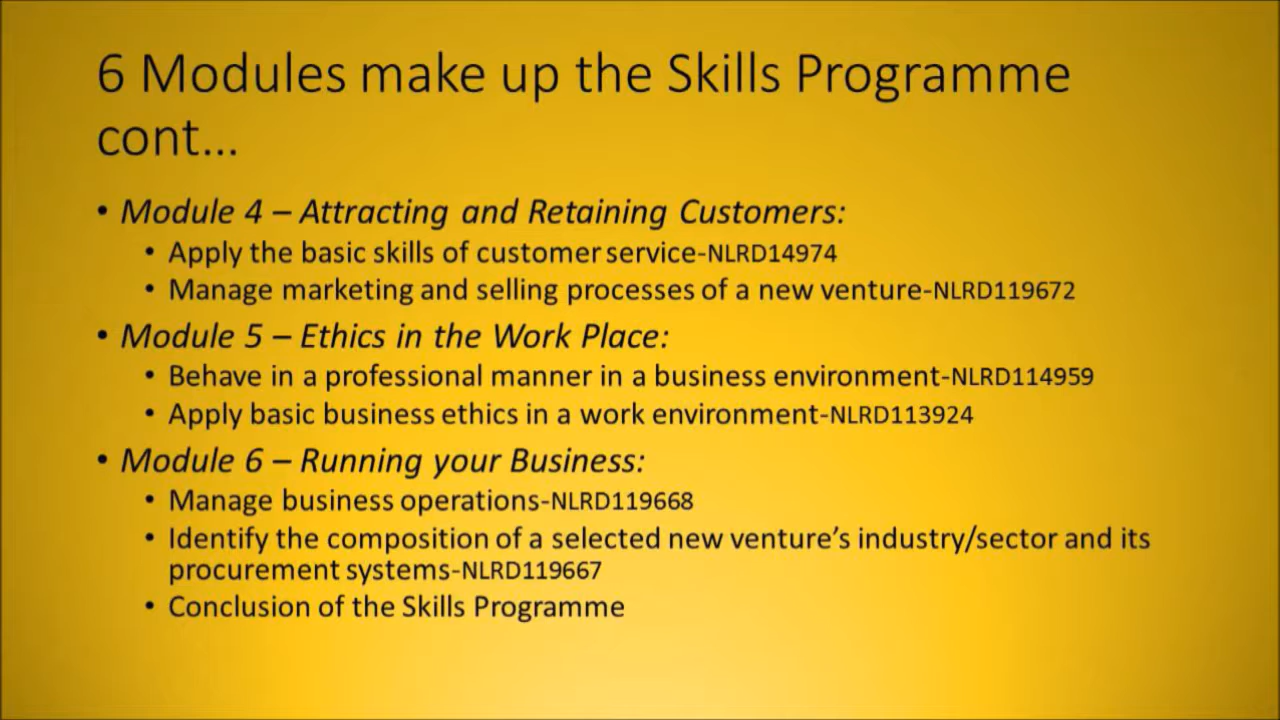 6 Modules make up the Skills Programme
cont...
• Module 4 – Attracting and Retaining Customers:
• Apply the basic skills of customer service-NLRD14974
• Manage marketing and selling processes of a new venture-NLRD119672
• Module 5 – Ethics in the Work Place:
• Behave in a professional manner in a business environment-NLRD114959
• Apply basic business ethics in a work environment-NLRD113924
• Module 6 – Running your Business:
• Manage business operations-NLRD119668
• Identify the composition of a selected new venture’s industry/sector and its
procurement systems-NLRD119667
• Conclusion of the Skills Programme